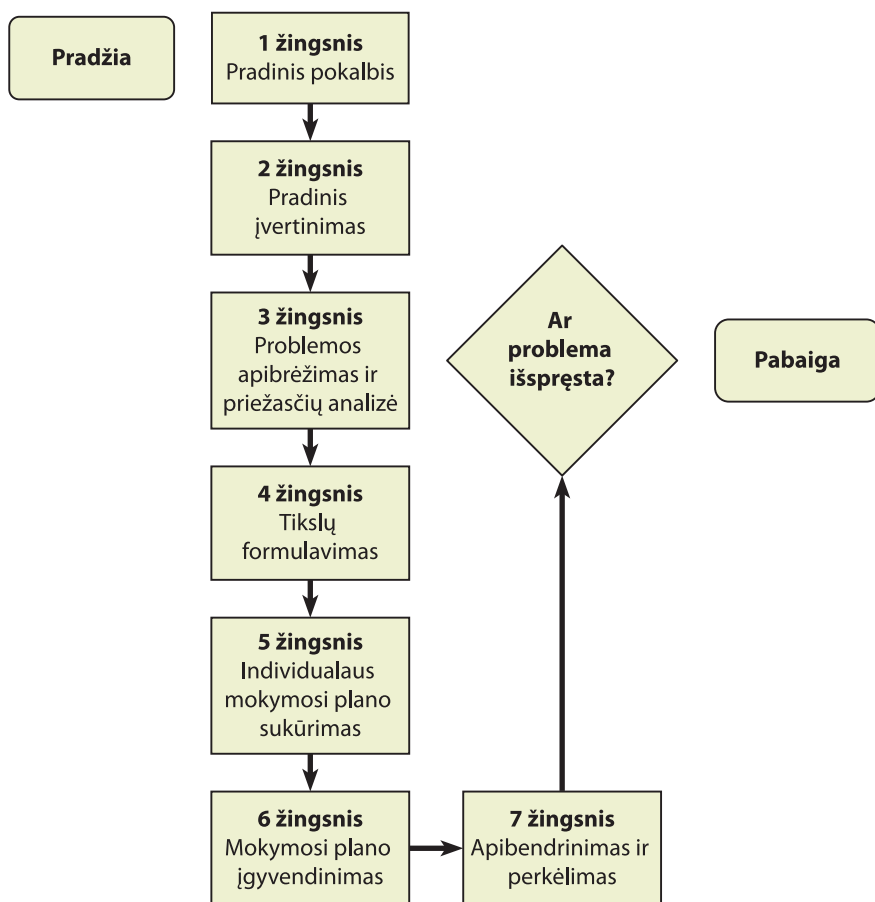 Pradžia
1 žingsnis
Pradinis pokalbis
2 žingsnis
Pradinis
įvertinimas
3 žingsnis
Problemos
apibrėžimas ir
priežasčių analizė
4 žingsnis
Tikslų
formulavimas
5 žingsnis
Individualaus
mokymosi plano
sukūrimas
6 žingsnis
Mokymosi plano
įgyvendinimas
7 žingsnis
Apibendrinimas ir
perkėlimas
Ar
problema
išspręsta?
Pabaiga